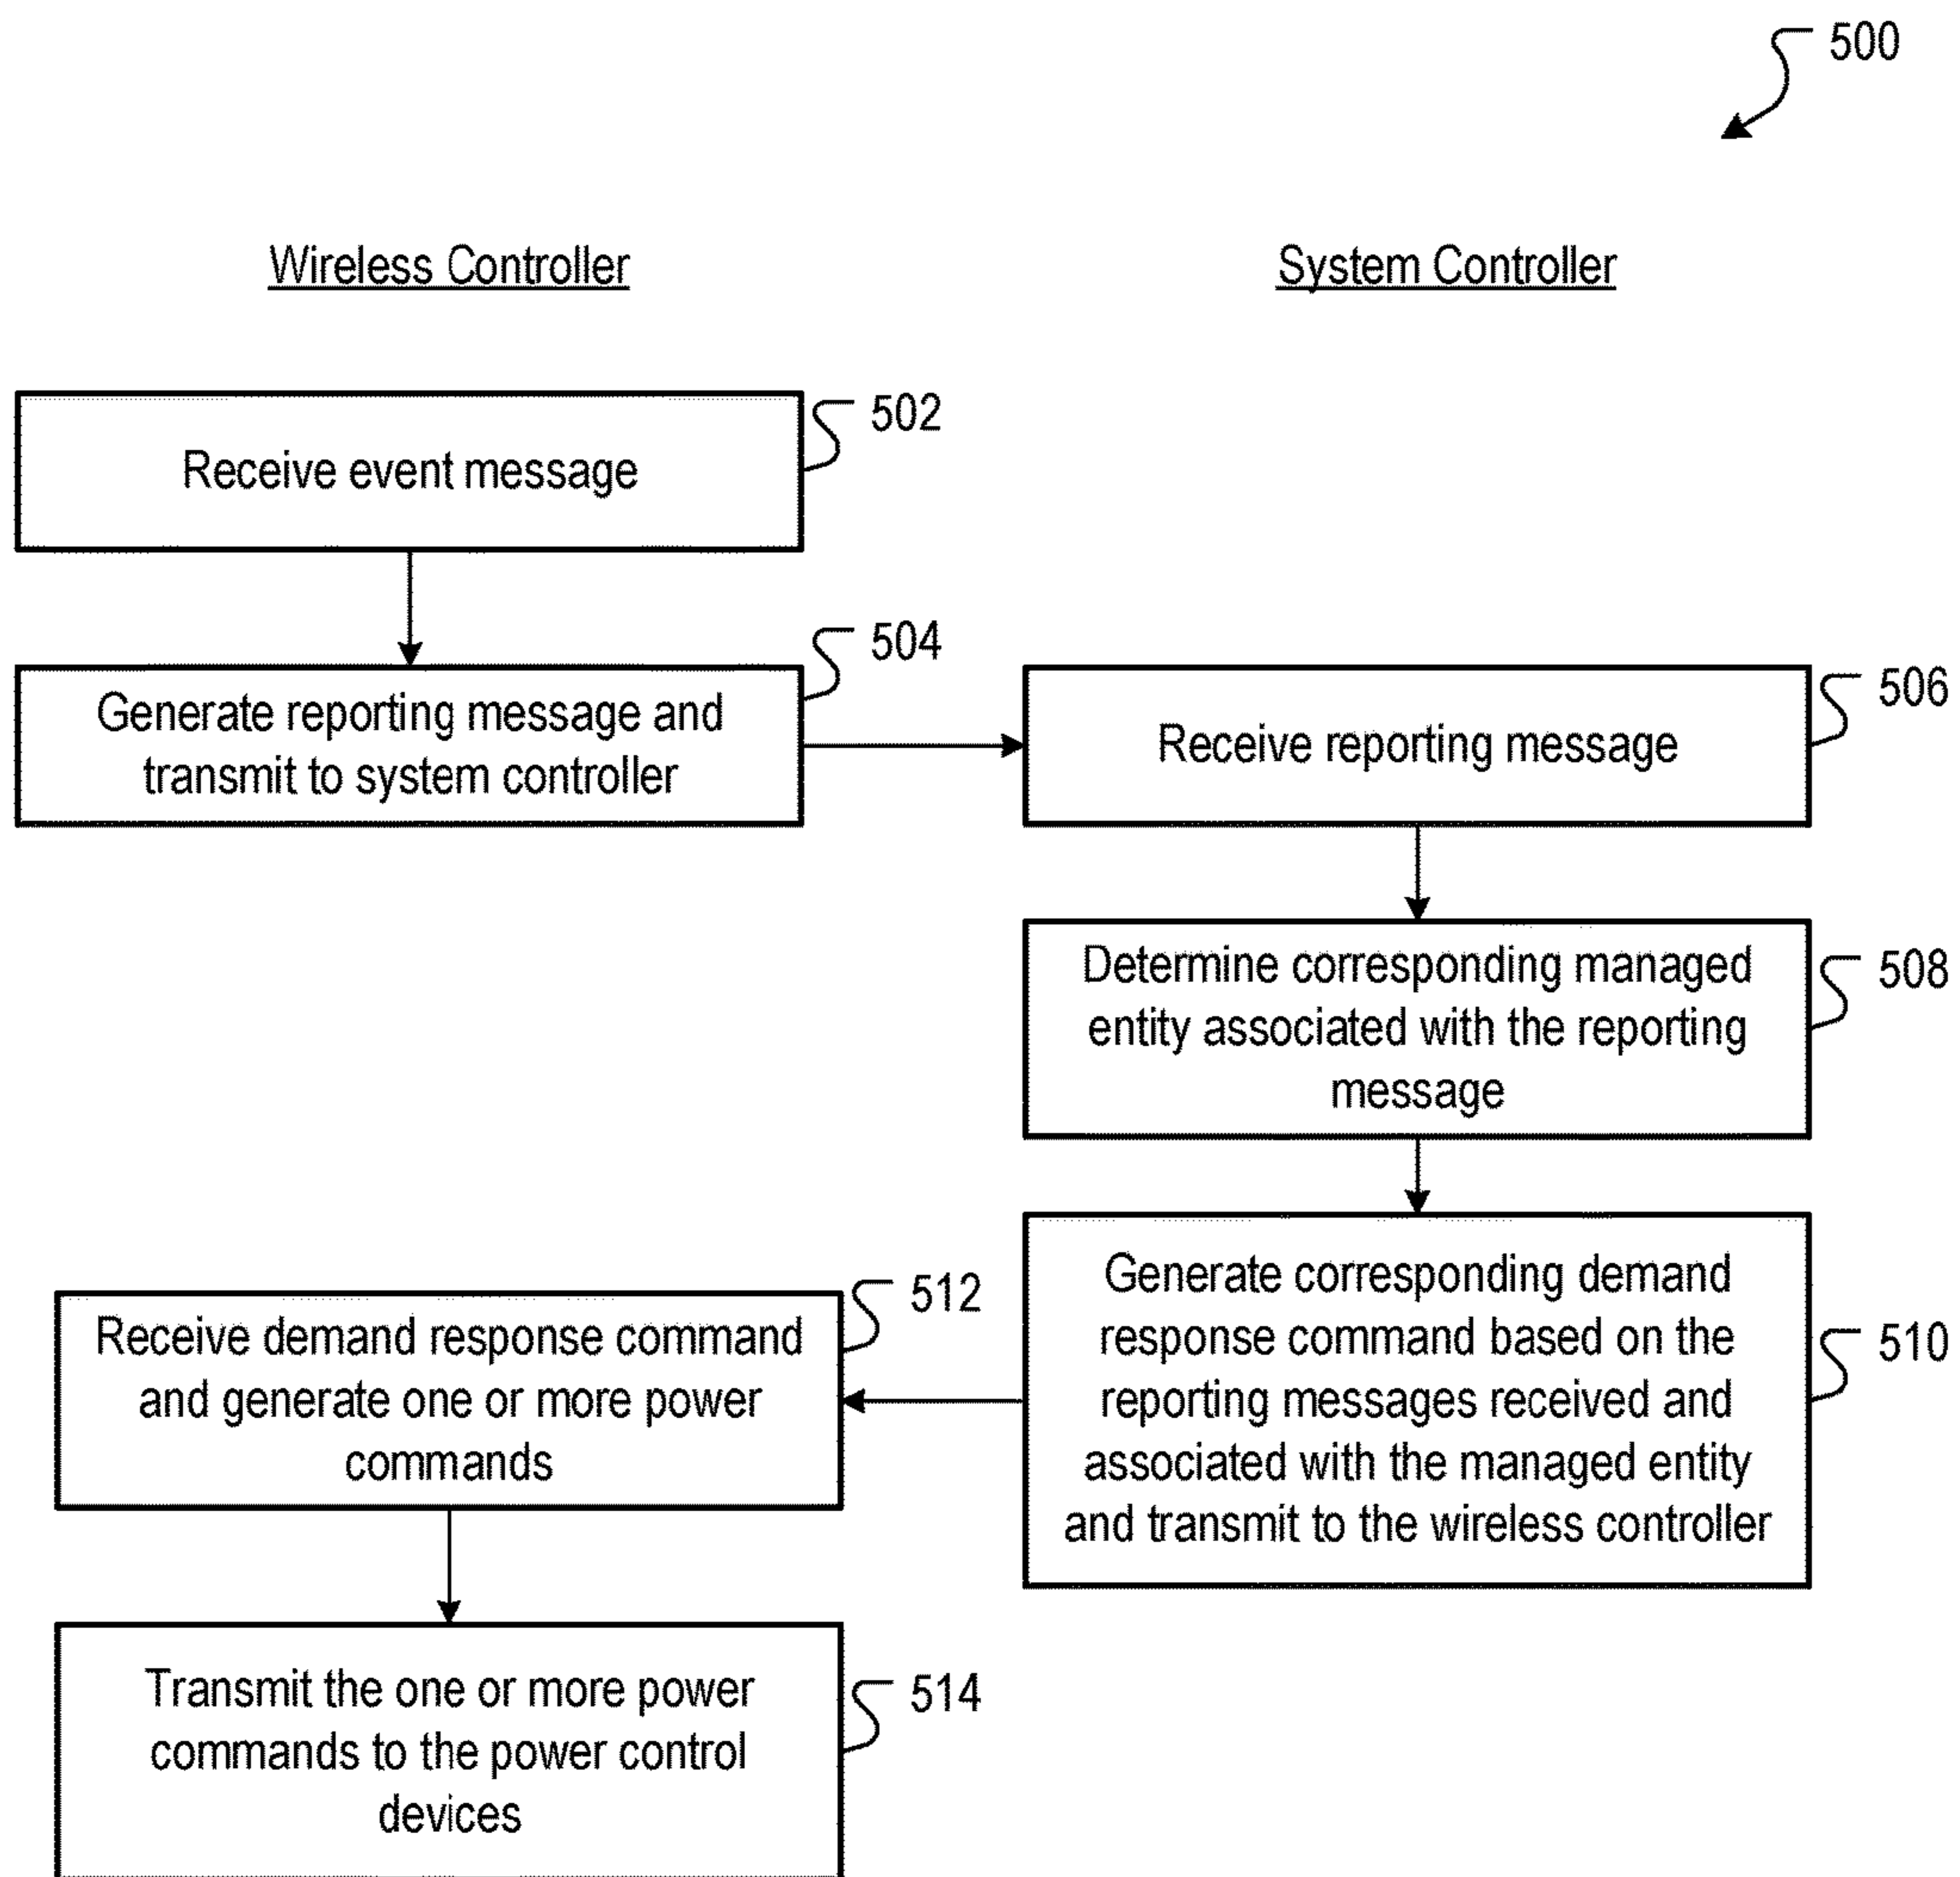 500
Wireless Controller
System Controller
Receive event message
502
Generate reporting message and
transmit to system controller
504
Receive reporting message
506
Determine corresponding managed
entity associated with the reporting
message
508
Generate corresponding demand
response command based on the
reporting messages received and
associated with the managed entity
and transmit to the wireless controller
510
Receive demand response command
and generate one or more power
commands
512
Transmit the one or more power
commands to the power control
devices
514